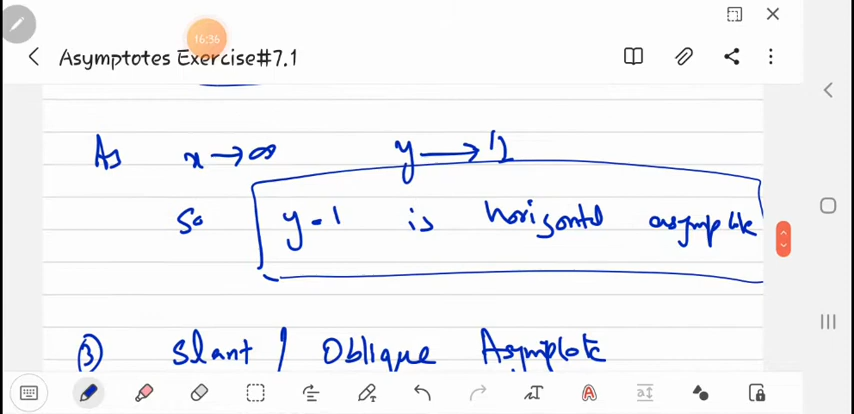 16:36
Asymptotes Exercise#7.1
As x → ∞ y → 1
So y = 1 is horizontal asymptote
③ Slant / Oblique Asymptote